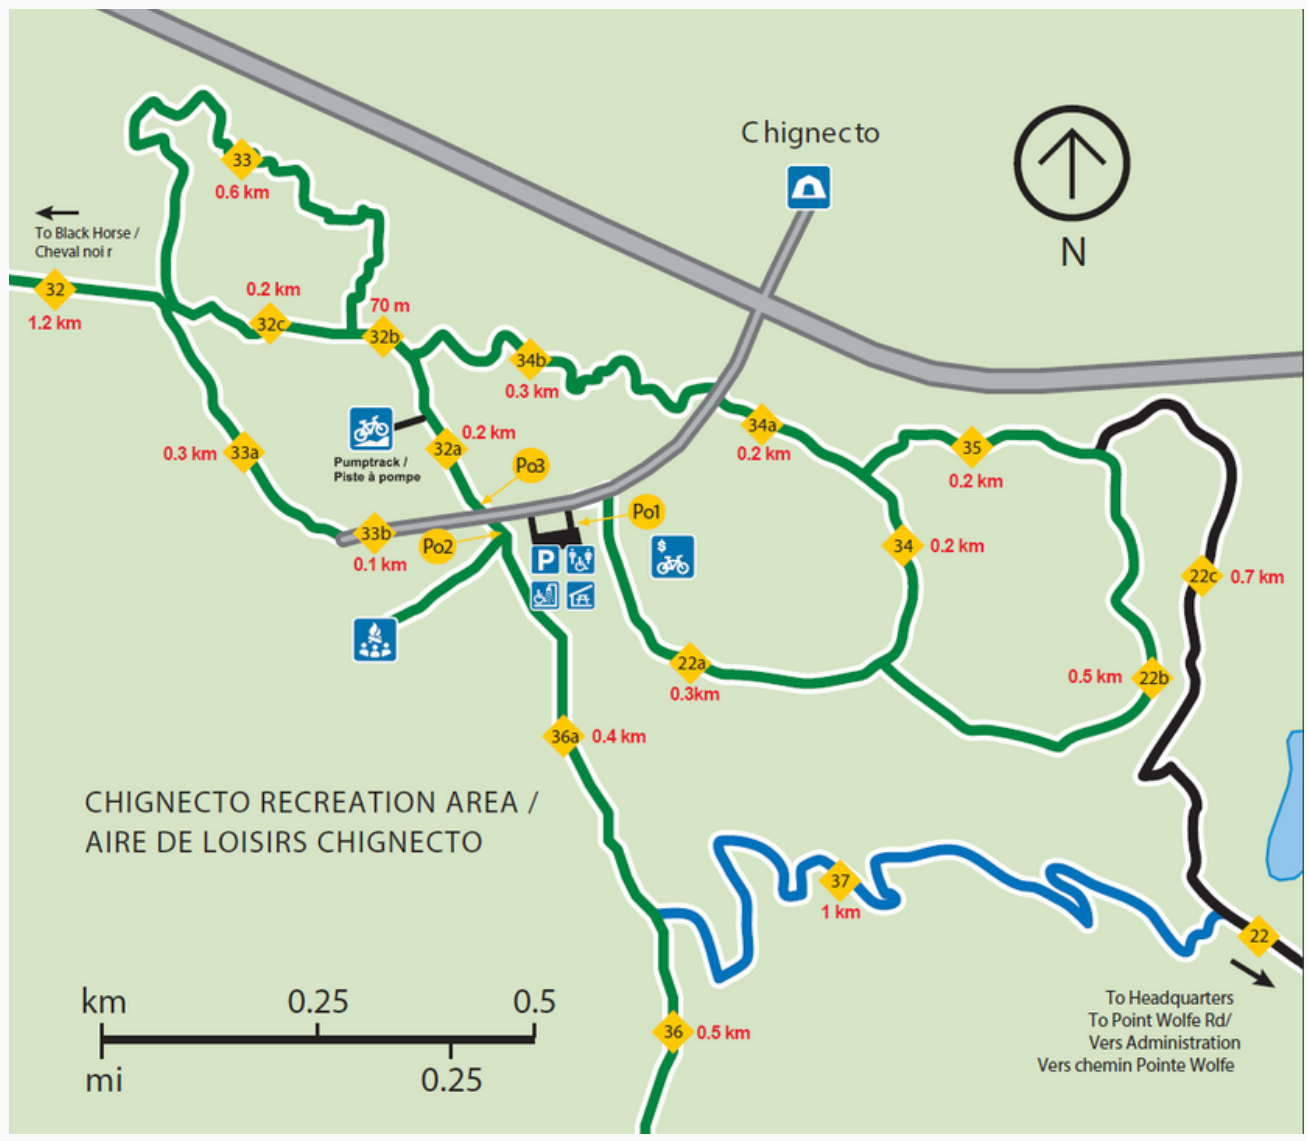 Chignecto
N
33
0.6 km
To Black Horse /
Cheval noi r
32
1.2 km
0.2 km
32c
70 m
32b
34b
0.3 km
34a
0.2 km
35
0.2 km
Pumptrack /
Piste à pompe
0.2 km
32a
0.3 km
33a
Po3
Po1
Po2
33b
0.1 km
P
$
34
0.2 km
22c
0.7 km
22a
0.3km
0.5 km
22b
36a
0.4 km
CHIGNECTO RECREATION AREA /
AIRE DE LOISIRS CHIGNECTO
37
1 km
22
To Headquarters
To Point Wolfe Rd/
Vers Administration
Vers chemin Pointe Wolfe
36
0.5 km
km
0.25
0.5
mi
0.25